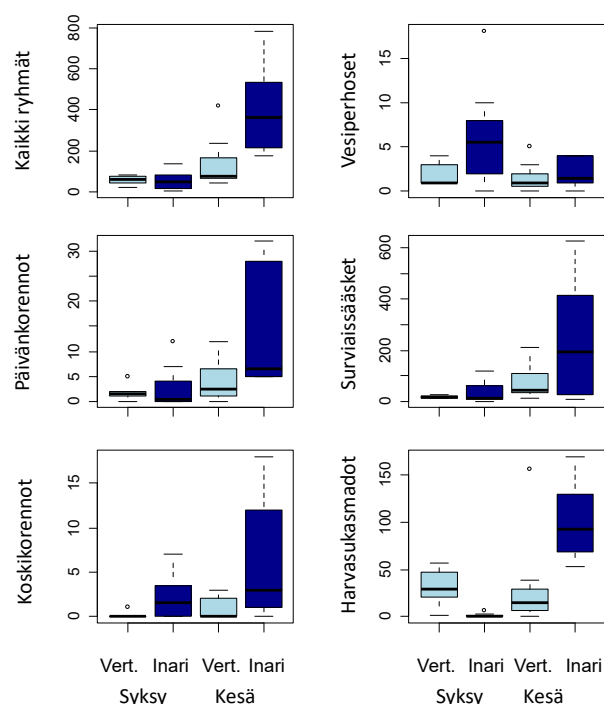 Kaikki ryhmät
0 200 400 600 800
Vesiperhoset
0 5 10 15
Päivänkorennot
0 5 10 20 30
Surviaissääsket
0 200 400 600
Koskikorennot
0 5 10 15
Harvasukasmadot
0 50 100 150
Vert. Inari Vert. Inari
Syksy Kesä
Vert. Inari Vert. Inari
Syksy Kesä